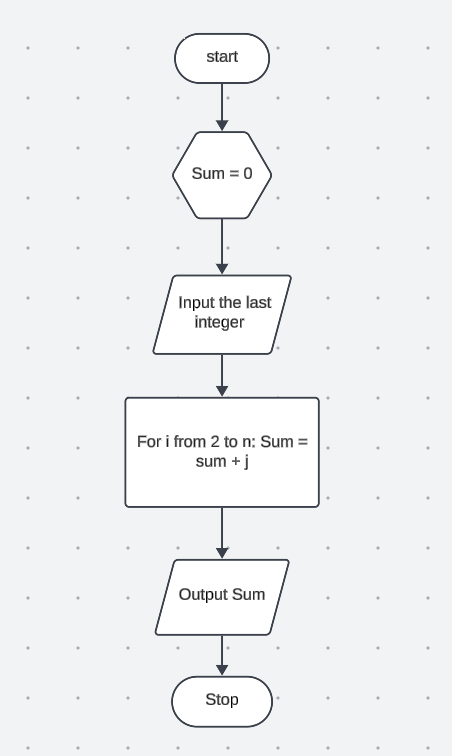 start
Sum = 0
Input the last
integer
For i from 2 to n: Sum =
sum + j
Output Sum
Stop